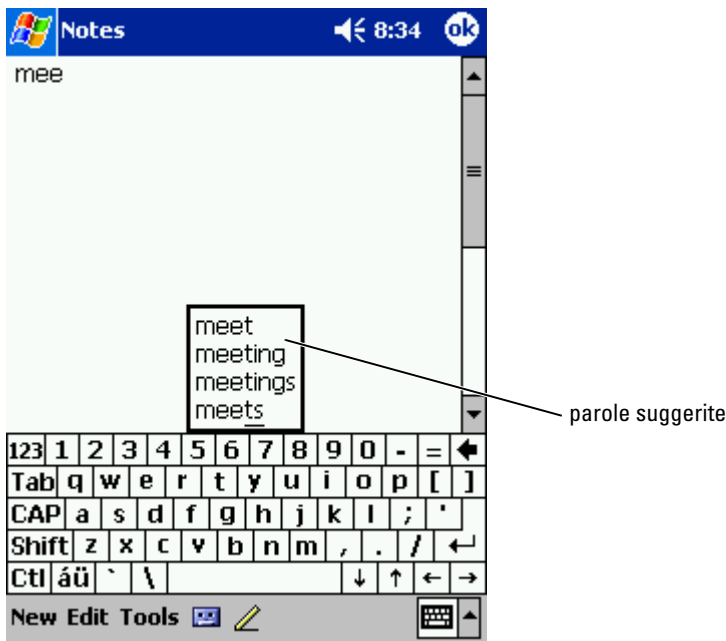 Notes 8:34 ok
mee
meet
meeting
meetings
meets
parole suggerite
123 1 2 3 4 5 6 7 8 9 0 - =
Tab q w e r t y u i o p [ ]
CAP a s d f g h j k l ; '
Shift z x c v b n m , . /
Ctl áü ` \ ↓ ↑ ← →
New Edit Tools